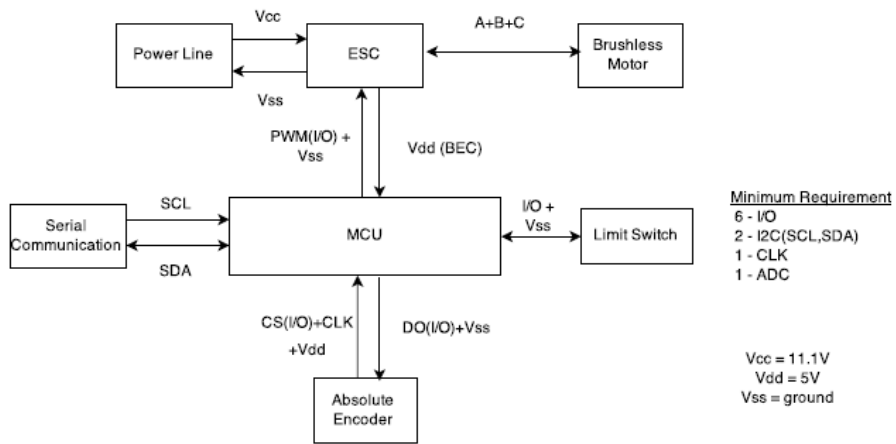 Vcc
A+B+C
Power Line
ESC
Brushless
Motor
Vss
PWM(I/O) +
Vss
Vdd (BEC)
SCL
I/O +
Vss
Serial
Communication
MCU
Limit Switch
SDA
Minimum Requirement
6 - I/O
2 - I2C(SCL,SDA)
1 - CLK
1 - ADC
CS(I/O)+CLK
+Vdd
DO(I/O)+Vss
Absolute
Encoder
Vcc = 11.1V
Vdd = 5V
Vss = ground